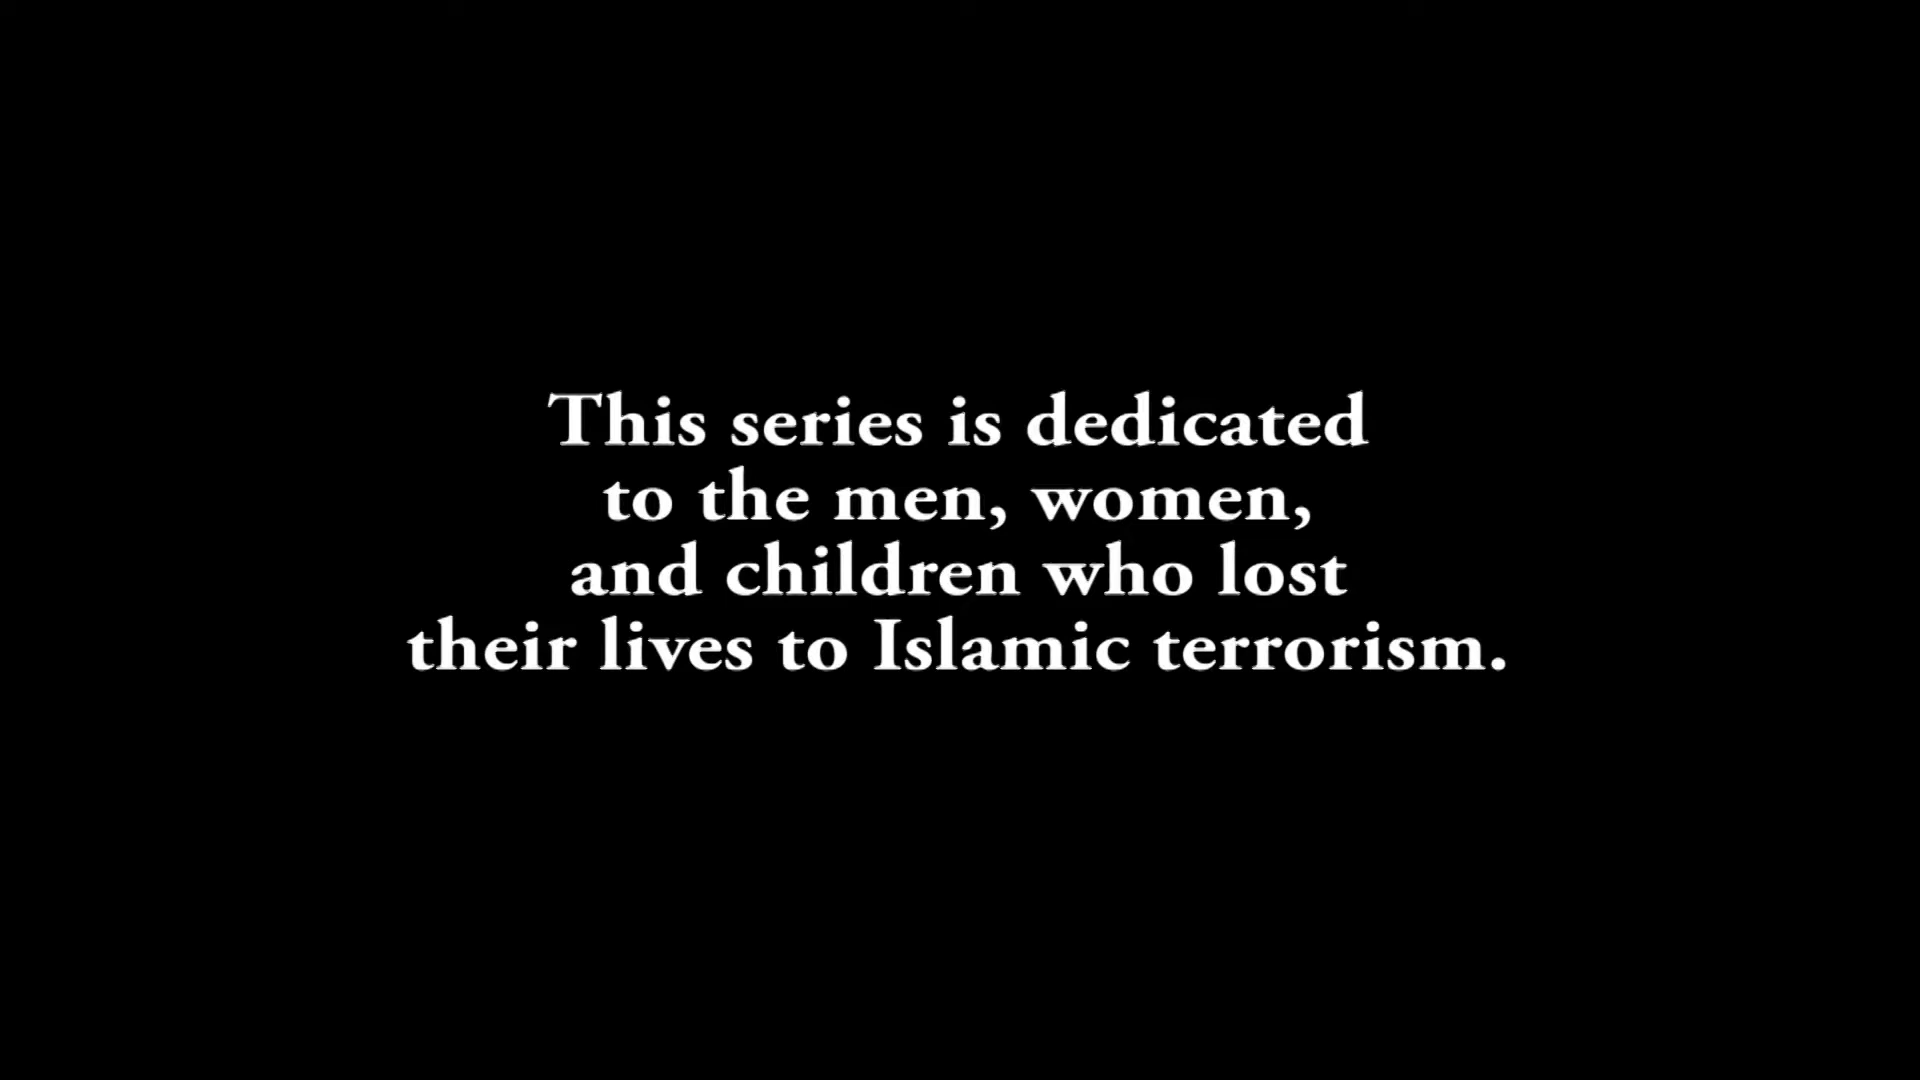 This series is dedicated
to the men, women,
and children who lost
their lives to Islamic terrorism.